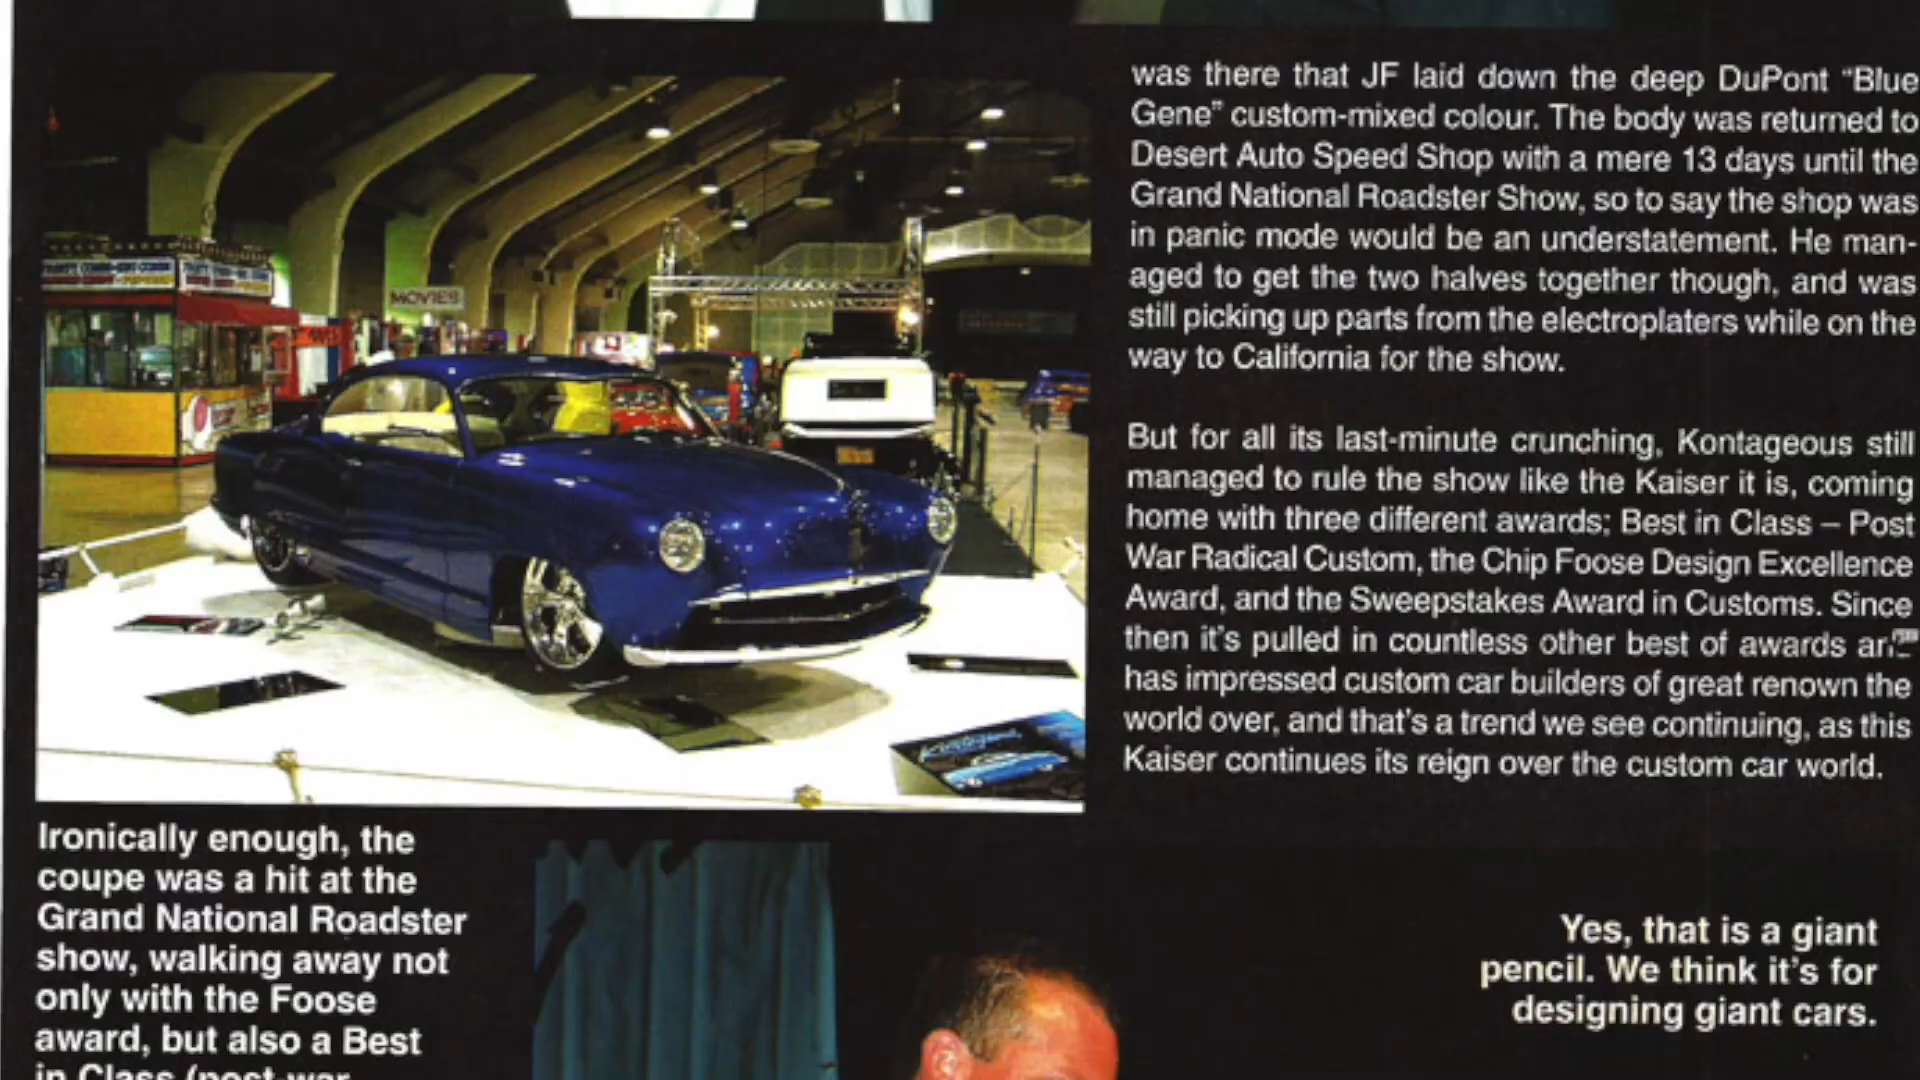 was there that JF laid down the deep DuPont “Blue
Gene” custom-mixed colour. The body was returned to
Desert Auto Speed Shop with a mere 13 days until the
Grand National Roadster Show, so to say the shop was
in panic mode would be an understatement. He man-
aged to get the two halves together though, and was
still picking up parts from the electroplaters while on the
way to California for the show.
But for all its last-minute crunching, Kontageous still
managed to rule the show like the Kaiser it is, coming
home with three different awards; Best in Class – Post
War Radical Custom, the Chip Foose Design Excellence
Award, and the Sweepstakes Award in Customs. Since
then it’s pulled in countless other best of awards
has impressed custom car builders of great renown the
world over, and that’s a trend we see continuing, as this
Kaiser continues its reign over the custom car world.
MOVIES
Ironically enough, the
coupe was a hit at the
Grand National Roadster
show, walking away not
only with the Foose
award, but also a Best
in Class (post-war
Yes, that is a giant
pencil. We think it’s for
designing giant cars.